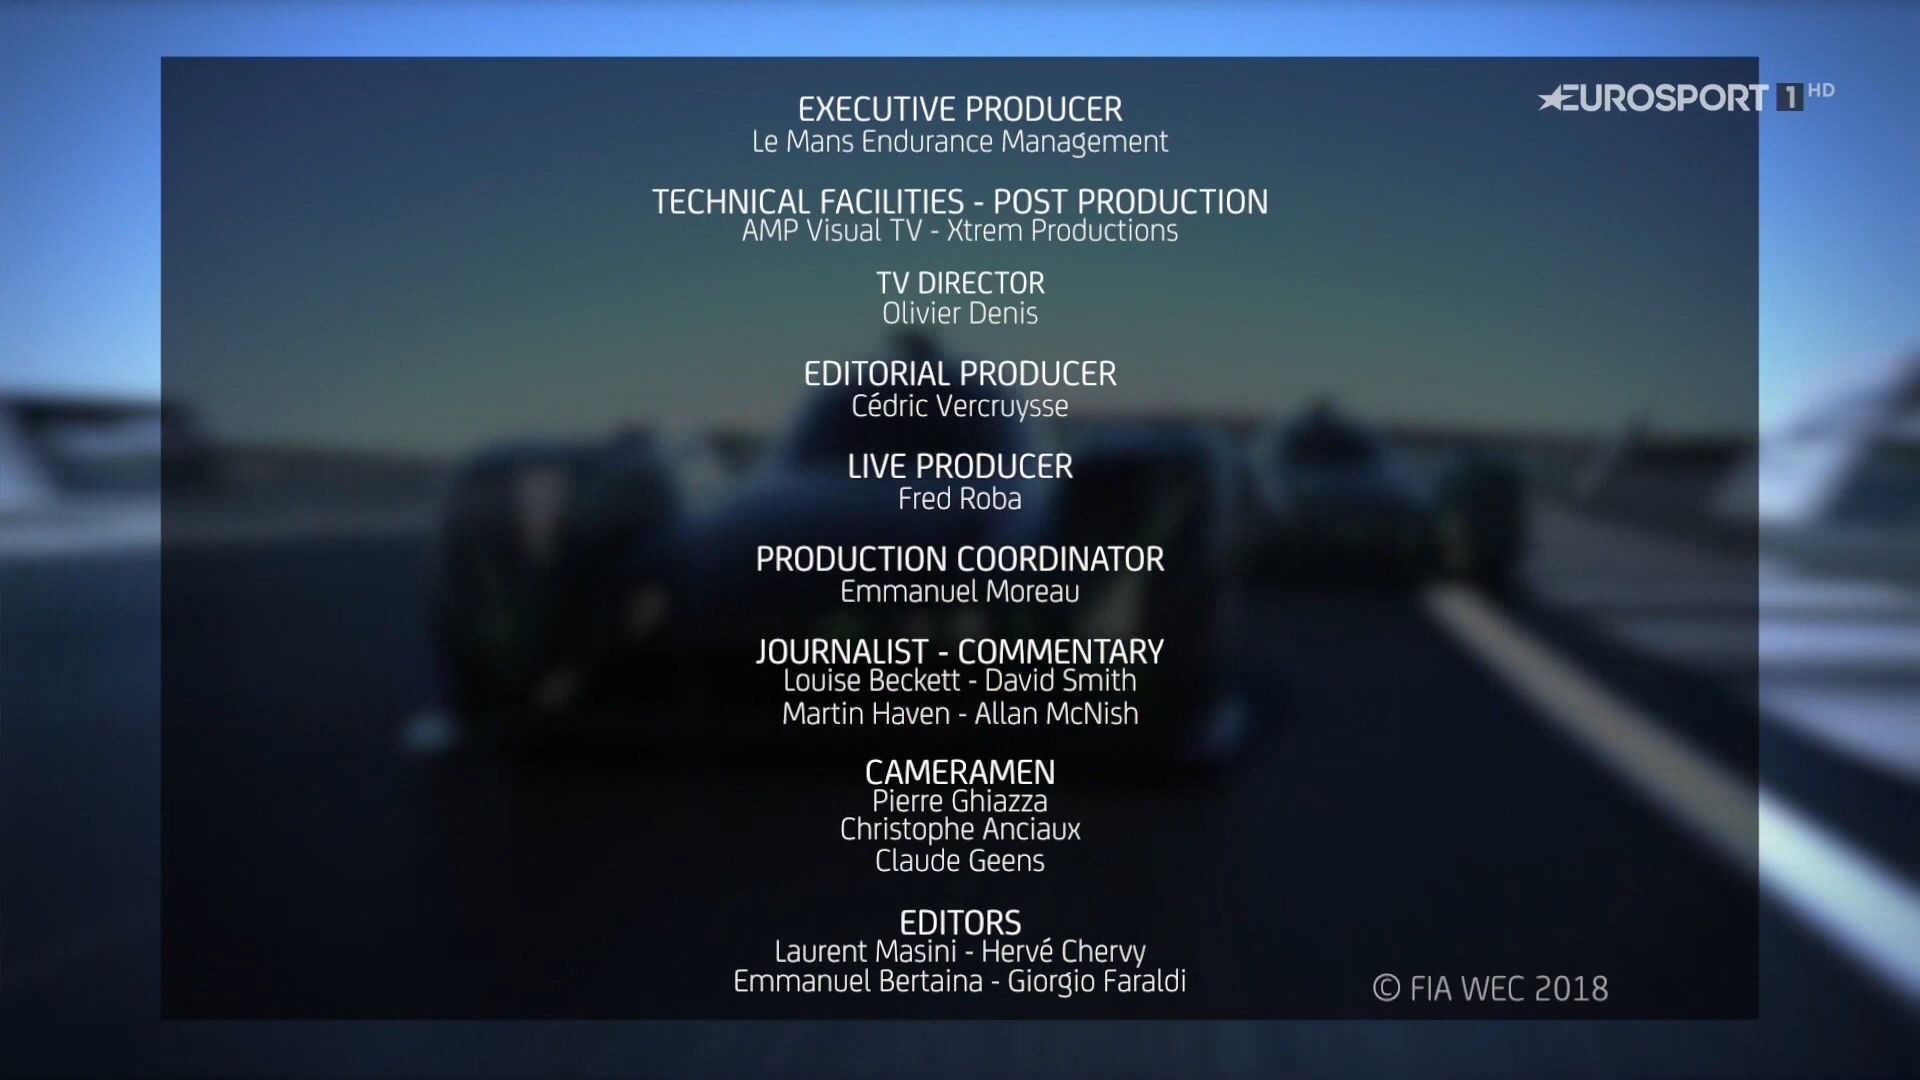 EUROSPORT 1 HD
EXECUTIVE PRODUCER
Le Mans Endurance Management
TECHNICAL FACILITIES - POST PRODUCTION
AMP Visual TV - Xtrem Productions
TV DIRECTOR
Olivier Denis
EDITORIAL PRODUCER
Cédric Vercruysse
LIVE PRODUCER
Fred Roba
PRODUCTION COORDINATOR
Emmanuel Moreau
JOURNALIST - COMMENTARY
Louise Beckett - David Smith
Martin Haven - Allan McNish
CAMERAMEN
Pierre Ghiazza
Christophe Anciaux
Claude Geens
EDITORS
Laurent Masini - Hervé Chervy
Emmanuel Bertaina - Giorgio Faraldi
© FIA WEC 2018